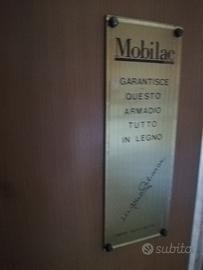 Mobilac
GARANTISCE
QUESTO
ARMADIO
TUTTO
IN LEGNO
subito